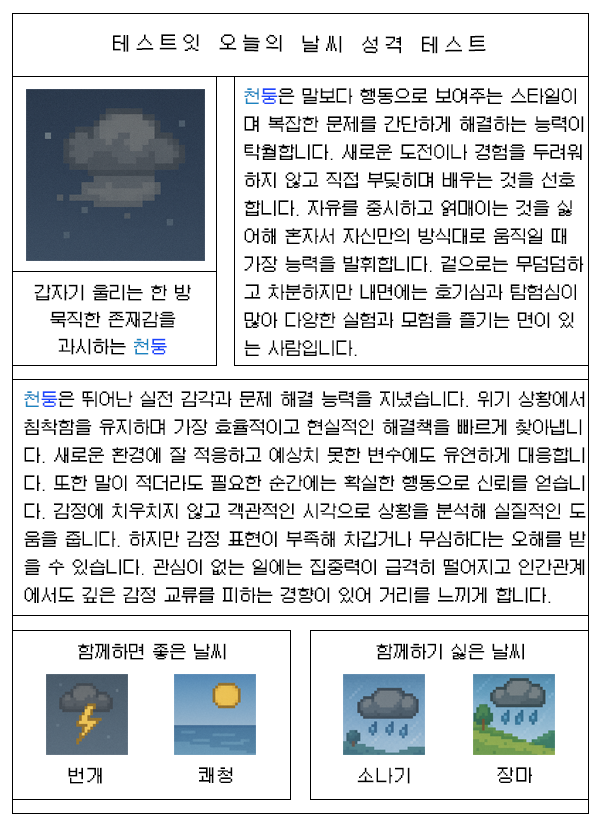 테스트잇 오늘의 날씨 성격 테스트
갑자기 울리는 한 방
묵직한 존재감을
과시하는 천둥
천둥은 말보다 행동으로 보여주는 스타일이
며 복잡한 문제를 간단하게 해결하는 능력이
탁월합니다. 새로운 도전이나 경험을 두려워
하지 않고 직접 부딪히며 배우는 것을 선호
합니다. 자유를 중시하고 얽매이는 것을 싫
어해 혼자서 자신만의 방식대로 움직일 때
가장 능력을 발휘합니다. 겉으로는 무덤덤하
고 차분하지만 내면에는 호기심과 탐험심이
많아 다양한 실험과 모험을 즐기는 면이 있
는 사람입니다.
천둥은 뛰어난 실전 감각과 문제 해결 능력을 지녔습니다. 위기 상황에서
침착함을 유지하며 가장 효율적이고 현실적인 해결책을 빠르게 찾아냅니
다. 새로운 환경에 잘 적응하고 예상치 못한 변수에도 유연하게 대응합니
다. 또한 말이 적더라도 필요한 순간에는 확실한 행동으로 신뢰를 얻습니
다. 감정에 치우치지 않고 객관적인 시각으로 상황을 분석해 실질적인 도
움을 줍니다. 하지만 감정 표현이 부족해 차갑거나 무심하다는 오해를 받
을 수 있습니다. 관심이 없는 일에는 집중력이 급격히 떨어지고 인간관계
에서도 깊은 감정 교류를 피하는 경향이 있어 거리를 느끼게 합니다.
함께하면 좋은 날씨
번개
쾌청
함께하기 싫은 날씨
소나기
장마